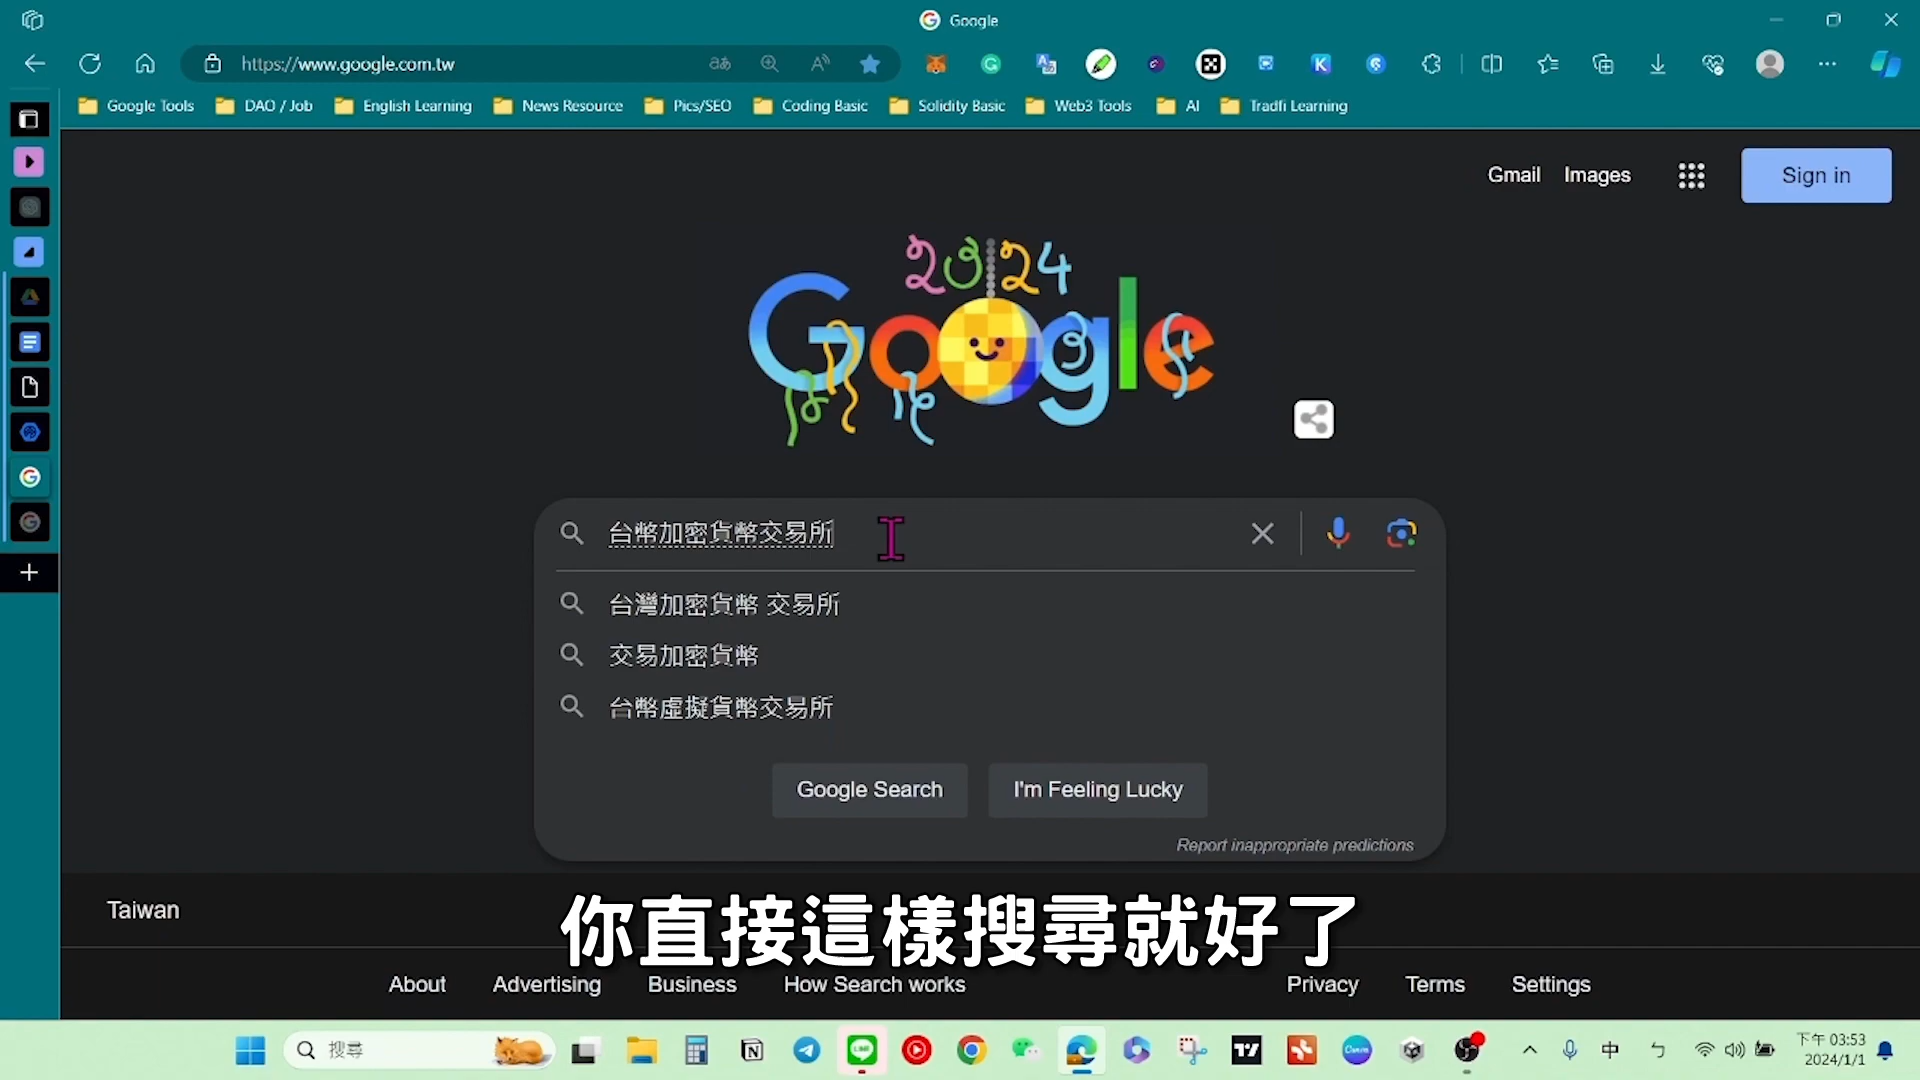 Google
https://www.google.com.tw
Google Tools DAO / Job English Learning News Resource Pics/SEO Coding Basic Solidity Basic Web3 Tools AI Tradfi Learning
Gmail Images Sign in
2024
Google
台幣加密貨幣交易所
台灣加密貨幣 交易所
交易加密貨幣
台幣虛擬貨幣交易所
Google Search I'm Feeling Lucky
Report inappropriate predictions
Taiwan
你直接這樣搜尋就好了
About Advertising Business How Search works Privacy Terms Settings
搜尋 中 ㄅ 下午 03:53
2024/1/1